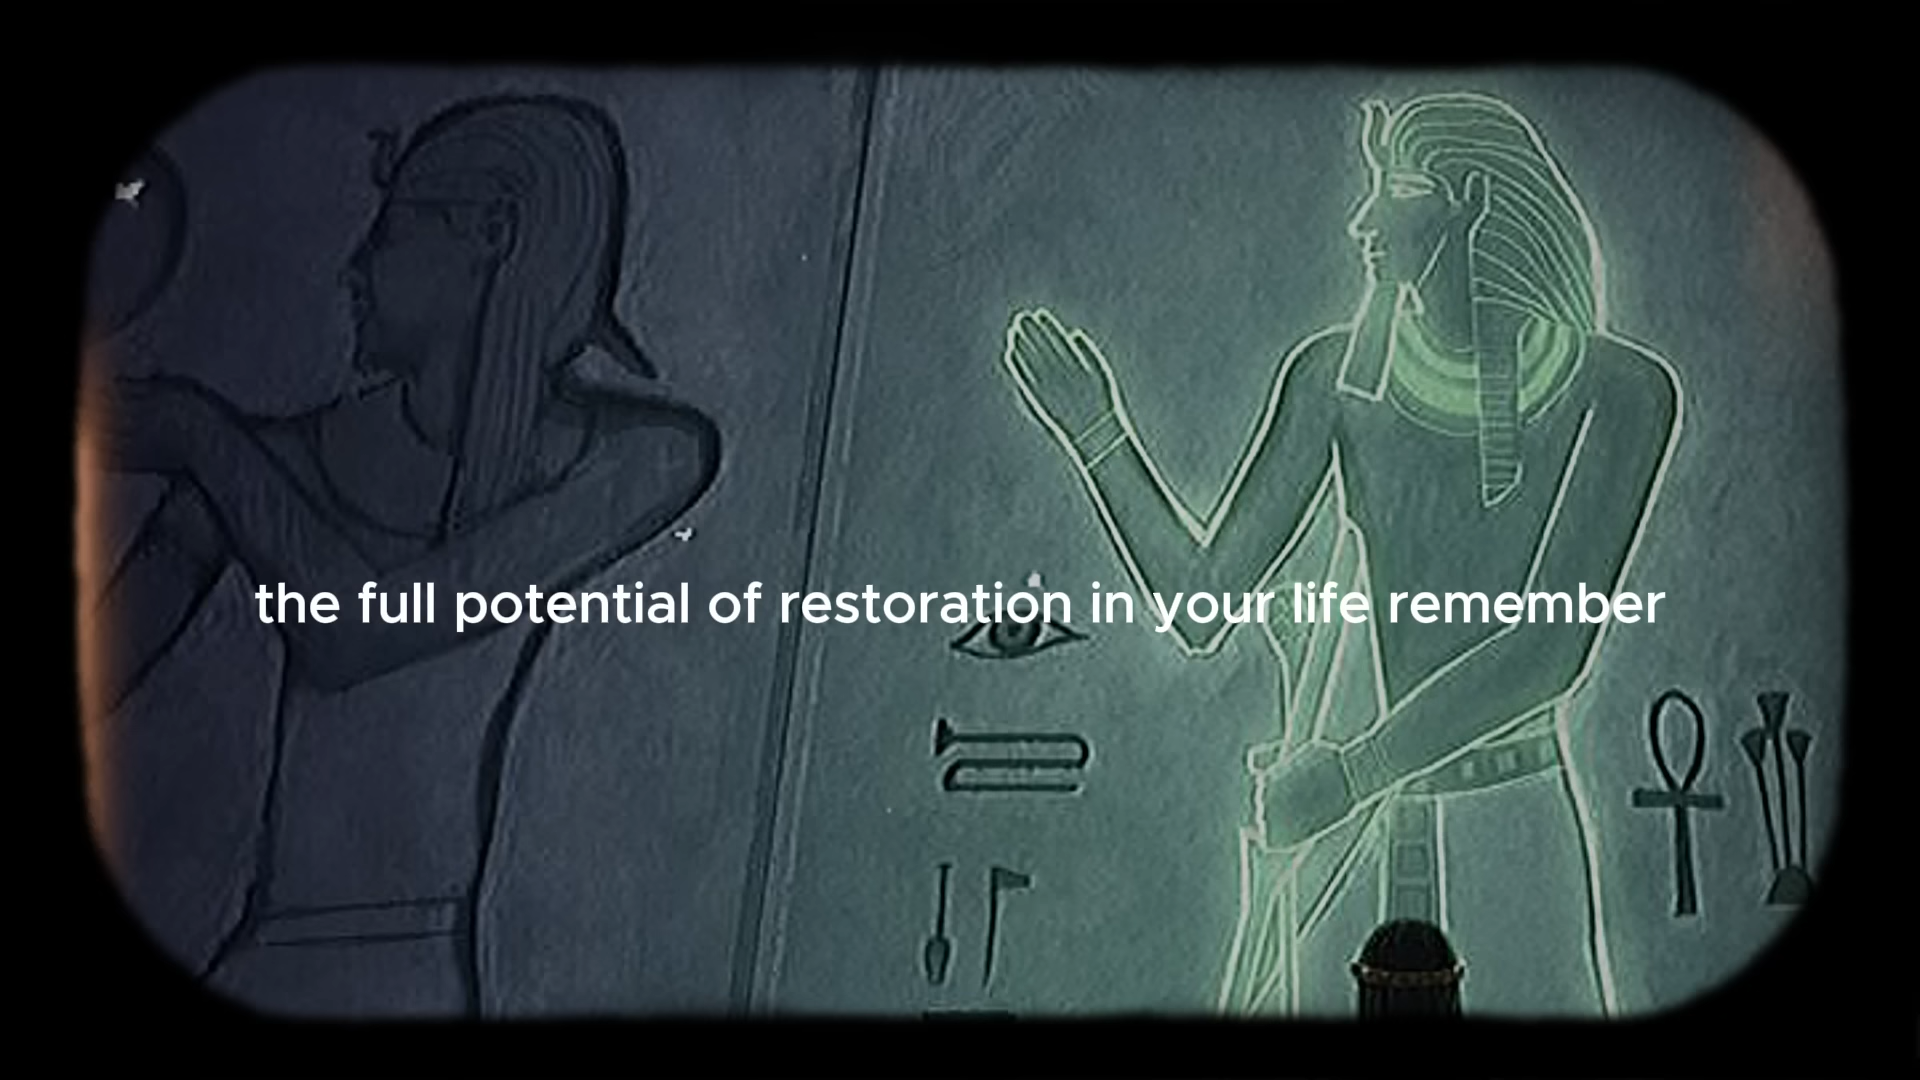 the full potential of restoration in your life remember